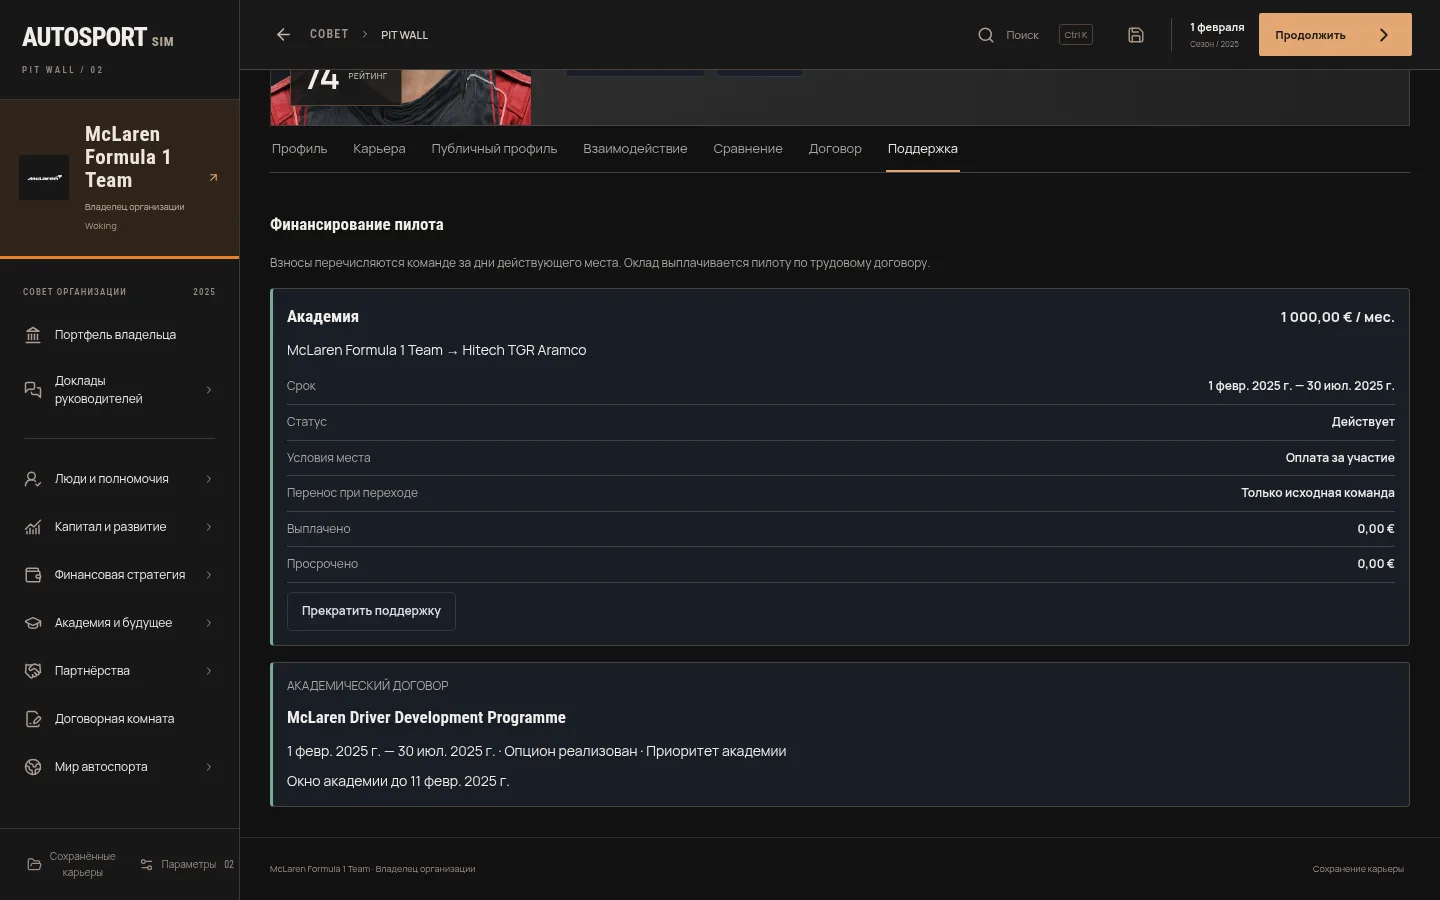 AUTOSPORT SIM
PIT WALL / 02
McLaren
Formula 1
Team
Владелец организации
Woking
McLaren
СОВЕТ ОРГАНИЗАЦИИ 2025
Портфель владельца
Доклады
руководителей
Люди и полномочия
Капитал и развитие
Финансовая стратегия
Академия и будущее
Партнёрства
Договорная комната
Мир автоспорта
Сохранённые
карьеры
Параметры 02
СОВЕТ PIT WALL
Поиск Ctrl K
1 февраля
Сезон / 2025
Продолжить
74 РЕЙТИНГ
Профиль Карьера Публичный профиль Взаимодействие Сравнение Договор Поддержка
Финансирование пилота
Взносы перечисляются команде за дни действующего места. Оклад выплачивается пилоту по трудовому договору.
Академия 1 000,00 € / мес.
McLaren Formula 1 Team → Hitech TGR Aramco
Срок 1 февр. 2025 г. — 30 июл. 2025 г.
Статус Действует
Условия места Оплата за участие
Перенос при переходе Только исходная команда
Выплачено 0,00 €
Просрочено 0,00 €
Прекратить поддержку
АКАДЕМИЧЕСКИЙ ДОГОВОР
McLaren Driver Development Programme
1 февр. 2025 г. — 30 июл. 2025 г. · Опцион реализован · Приоритет академии
Окно академии до 11 февр. 2025 г.
McLaren Formula 1 Team · Владелец организации Сохранение карьеры